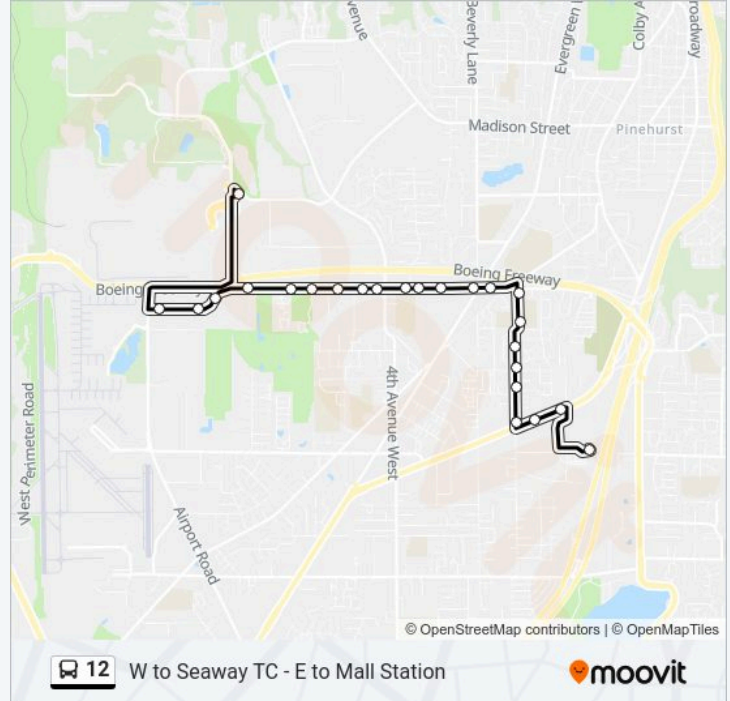 venue
Beverly Lane
Evergreen
Colby A
roadway
Madison Street
Pinehurst
Boeing Freeway
Boeing
West Perimeter Road
4th Avenue West
Airport Road
© OpenStreetMap contributors | © OpenMapTiles
12 W to Seaway TC - E to Mall Station
moovit